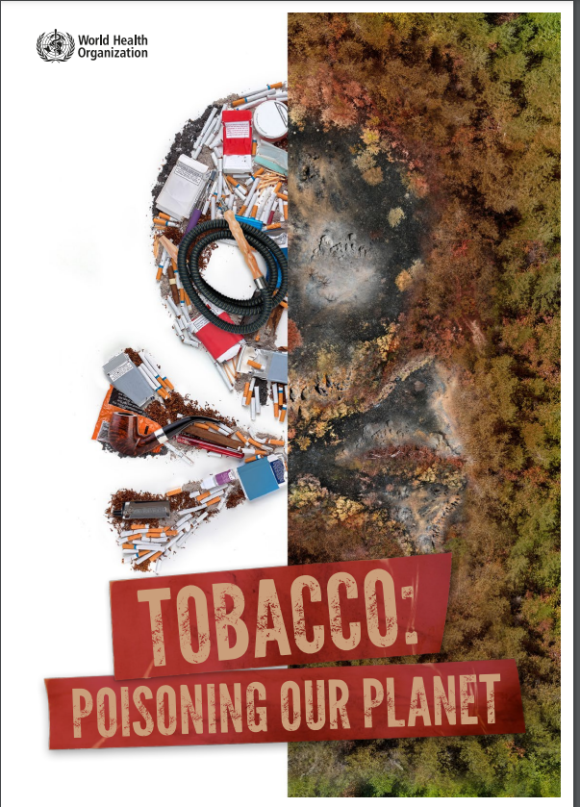 World Health
Organization
TOBACCO:
POISONING OUR PLANET